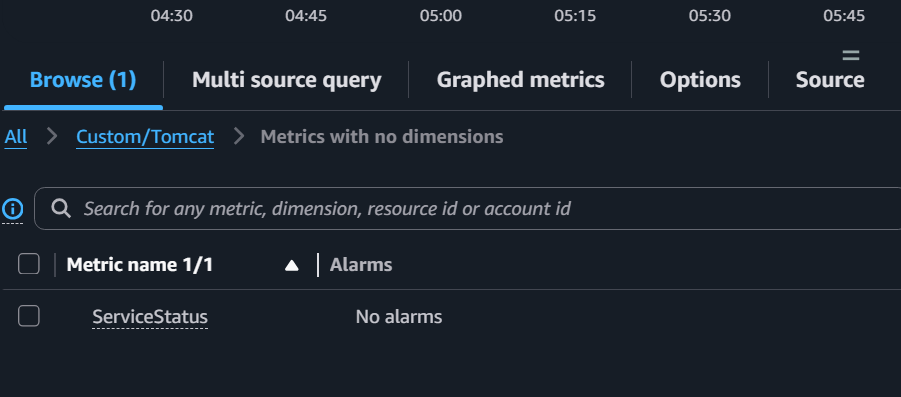 04:30 04:45 05:00 05:15 05:30 05:45
Browse (1) Multi source query Graphed metrics Options Source
All Custom/Tomcat Metrics with no dimensions
Search for any metric, dimension, resource id or account id
Metric name 1/1 Alarms
ServiceStatus No alarms